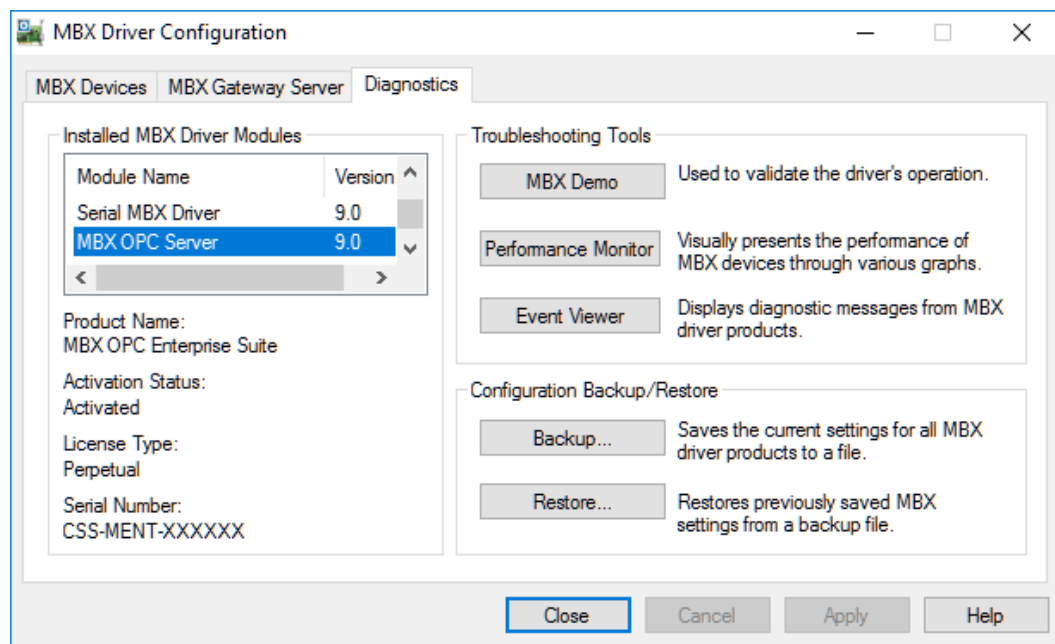 MBX Driver Configuration
MBX Devices
MBX Gateway Server
Diagnostics
Installed MBX Driver Modules
Module Name Version
Serial MBX Driver 9.0
MBX OPC Server 9.0
Product Name:
MBX OPC Enterprise Suite
Activation Status:
Activated
License Type:
Perpetual
Serial Number:
CSS-MENT-XXXXXX
Troubleshooting Tools
MBX Demo
Used to validate the driver's operation.
Performance Monitor
Visually presents the performance of
MBX devices through various graphs.
Event Viewer
Displays diagnostic messages from MBX
driver products.
Configuration Backup/Restore
Backup...
Saves the current settings for all MBX
driver products to a file.
Restore...
Restores previously saved MBX
settings from a backup file.
Close
Cancel
Apply
Help